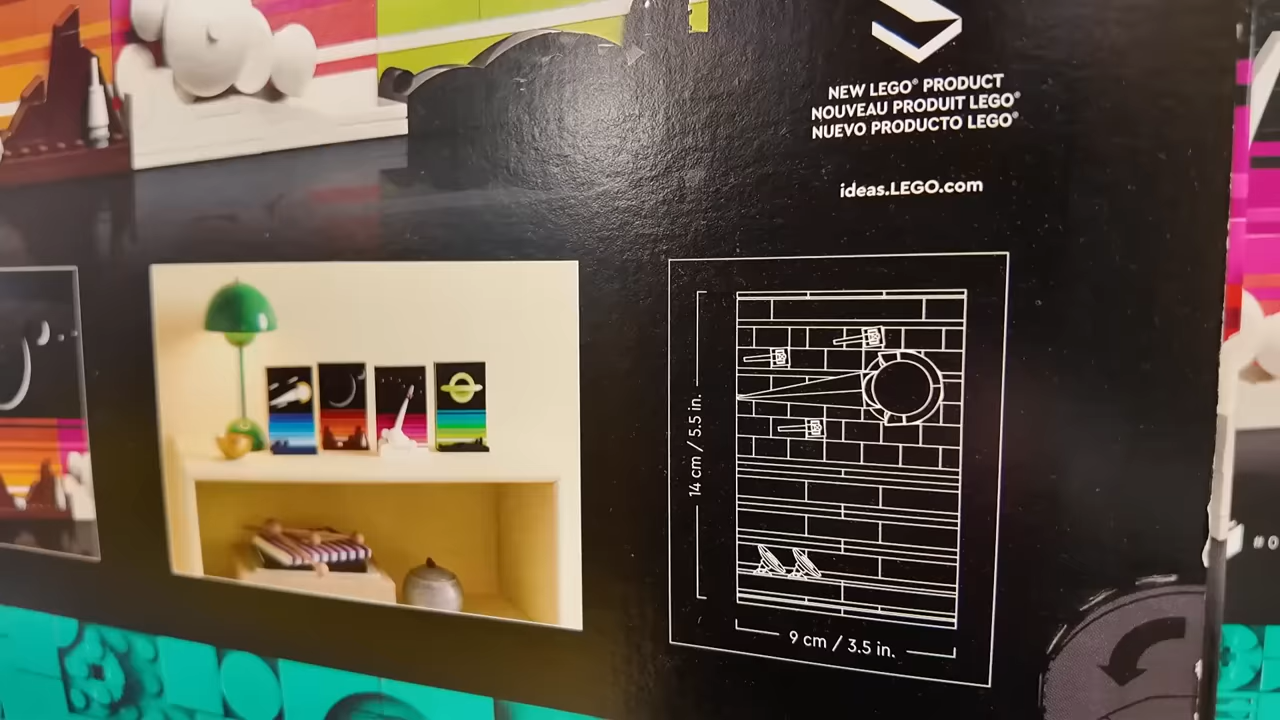 NEW LEGO® PRODUCT
NOUVEAU PRODUIT LEGO®
NUEVO PRODUCTO LEGO®
ideas.LEGO.com
14 cm / 5.5 in.
9 cm / 3.5 in.